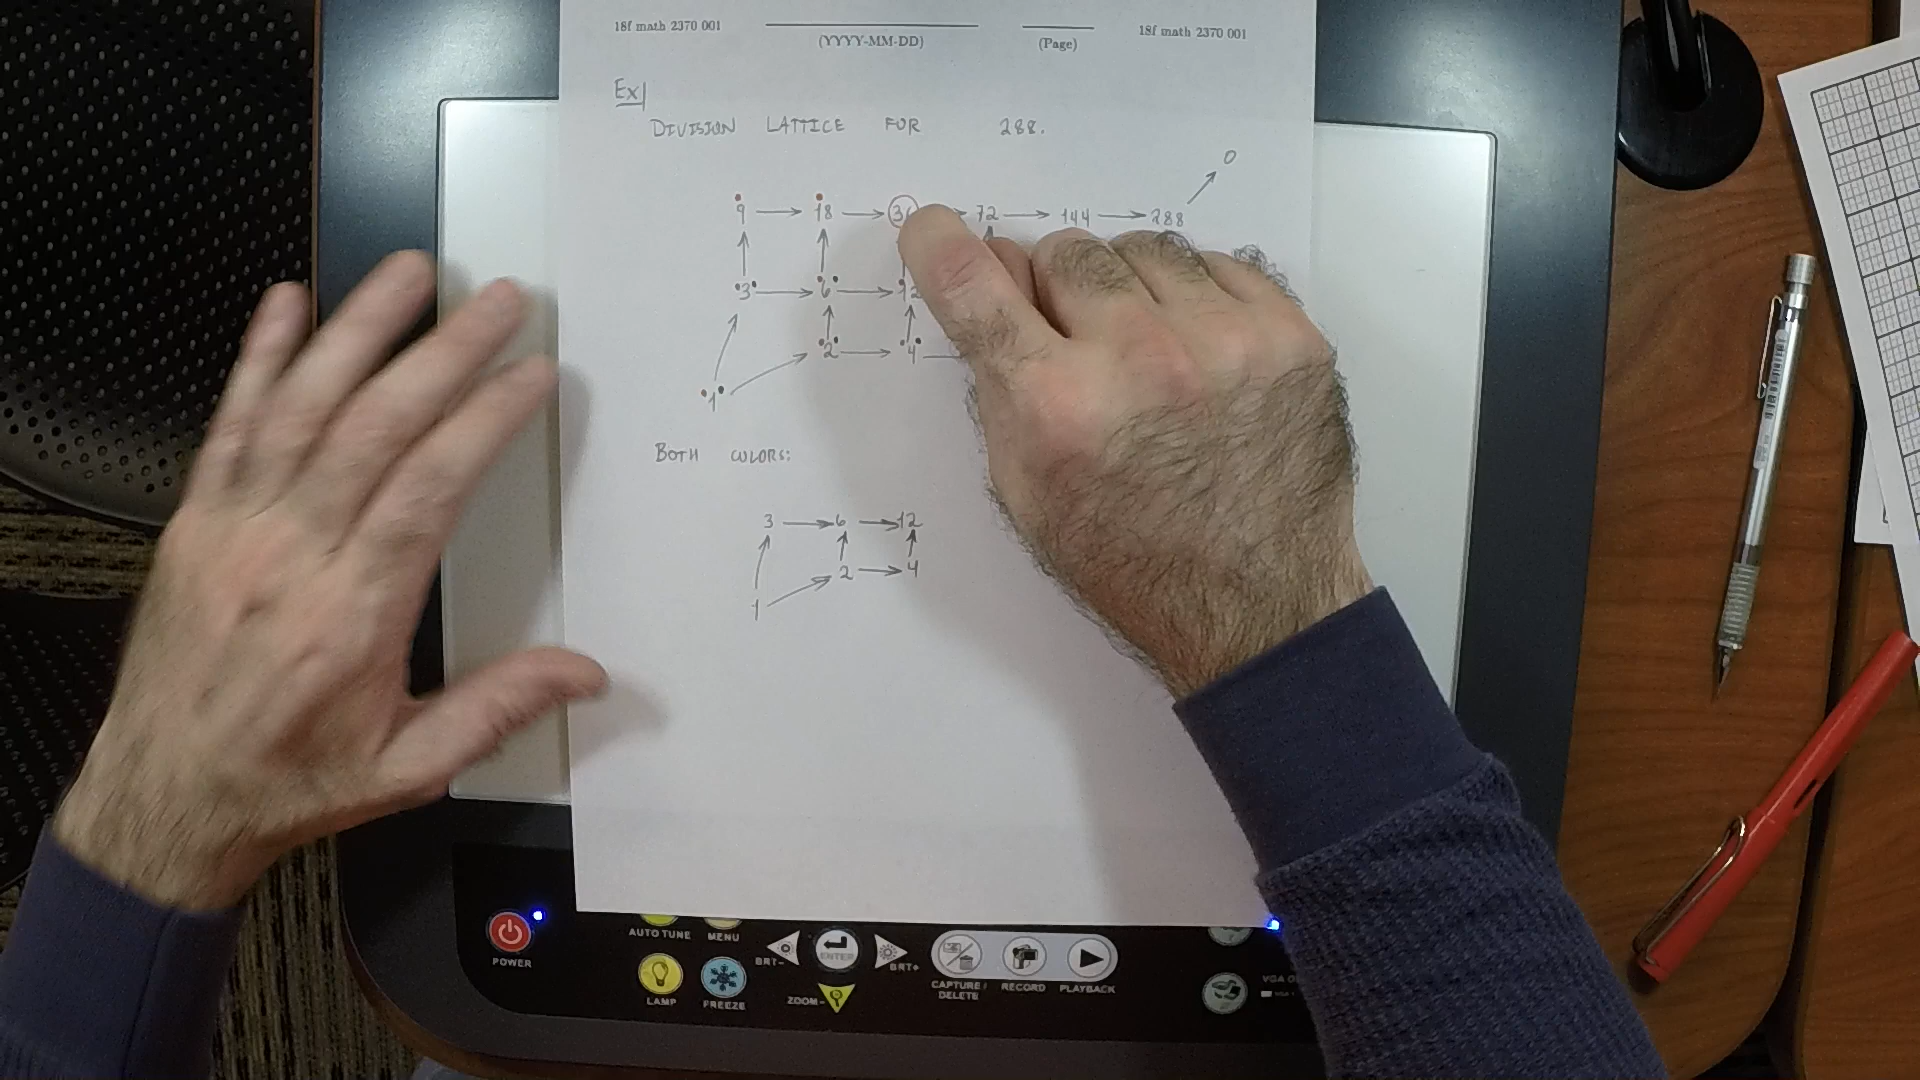 18f math 2370 001 (YYYY-MM-DD) (Page) 18f math 2370 001
Ex1
DIVISION LATTICE FOR 288.
0
9 → 18 → 72 → 144 → 288
3 → 6 → 12
2 → 4
1
BOTH COLORS:
3 → 6 → 12
2 → 4
1
POWER
AUTO TUNE
MENU
LAMP
FREEZE
BRT-
ENTER
BRT+
ZOOM-
CAPTURE / DELETE
RECORD
PLAYBACK